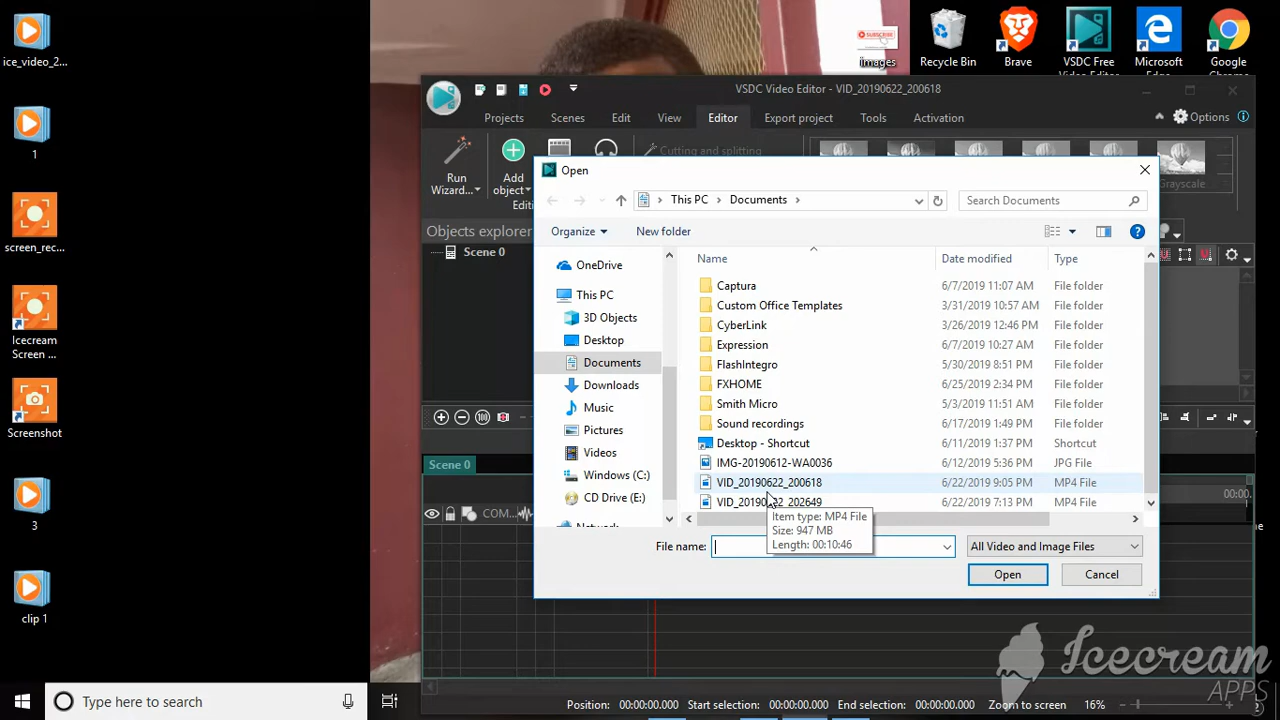 ice_video_2...
1
screen_rec...
Icecream
Screen ...
Screenshot
3
clip 1
SUBSCRIBE
images
Recycle Bin
Brave
VSDC Free
Video Editor
Microsoft
Edge
Google
Chrome
VSDC Video Editor - VID_20190622_200618
Projects
Scenes
Edit
View
Editor
Export project
Tools
Activation
Options
Run
Wizard...
Add
object
Cutting and splitting
Grayscale
Objects explorer
Scene 0
Open
This PC > Documents >
Search Documents
Organize
New folder
OneDrive
This PC
3D Objects
Desktop
Documents
Downloads
Music
Pictures
Videos
Windows (C:)
CD Drive (E:)
Network
Name Date modified Type
Captura 6/7/2019 11:07 AM File folder
Custom Office Templates 3/31/2019 10:57 AM File folder
CyberLink 3/26/2019 12:46 PM File folder
Expression 6/7/2019 10:27 AM File folder
FlashIntegro 5/30/2019 8:51 PM File folder
FXHOME 6/25/2019 2:34 PM File folder
Smith Micro 5/3/2019 11:51 AM File folder
Sound recordings 6/17/2019 1:49 PM File folder
Desktop - Shortcut 6/11/2019 1:37 PM Shortcut
IMG-20190612-WA0036 6/12/2019 5:36 PM JPG File
VID_20190622_200618 6/22/2019 9:05 PM MP4 File
VID_20190622_202649 6/22/2019 7:13 PM MP4 File
Item type: MP4 File
Size: 947 MB
Length: 00:10:46
File name:
All Video and Image Files
Open
Cancel
Scene 0
COM...
00:00.
Icecream
APPS
Position: 00:00:00.000 Start selection: 00:00:00.000 End selection: 00:00:00.000 Zoom to screen 16%
Type here to search